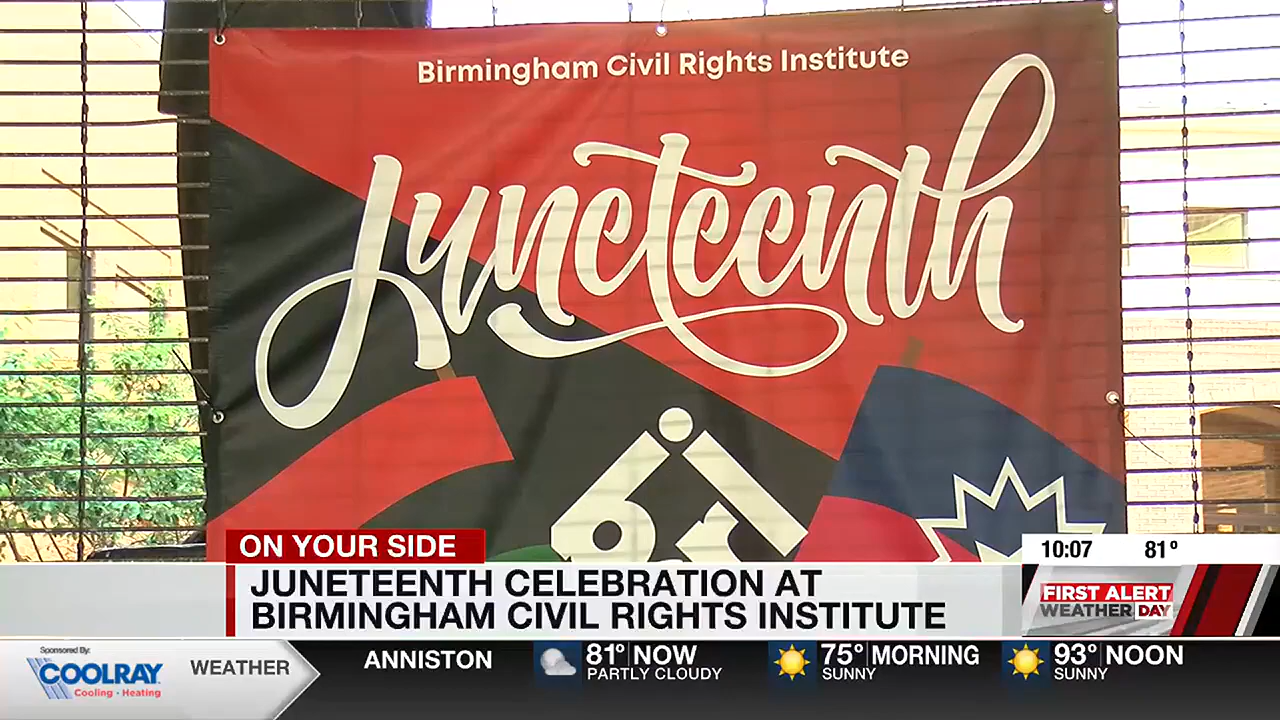 Birmingham Civil Rights Institute
Juneteenth
ON YOUR SIDE
JUNETEENTH CELEBRATION AT
BIRMINGHAM CIVIL RIGHTS INSTITUTE
10:07 81°
FIRST ALERT
WEATHER DAY
Sponsored By:
COOLRAY
Cooling • Heating
WEATHER
ANNISTON
81° NOW
PARTLY CLOUDY
75° MORNING
SUNNY
93° NOON
SUNNY